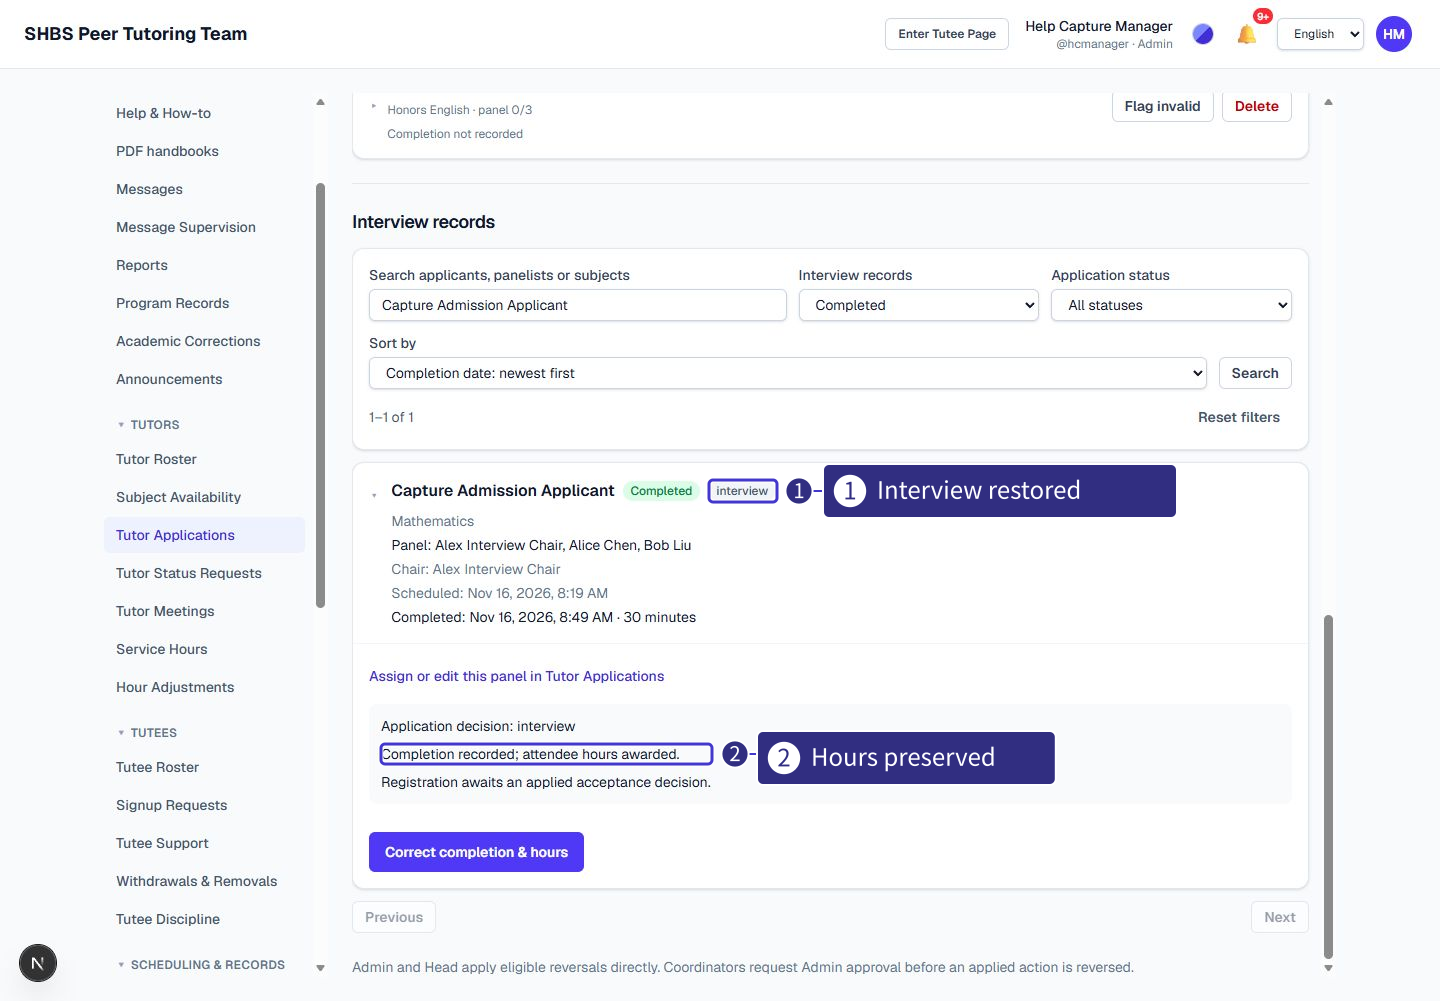 SHBS Peer Tutoring Team
Enter Tutee Page
Help Capture Manager
@hcmanager · Admin
9+
English
HM
Help & How-to
PDF handbooks
Messages
Message Supervision
Reports
Program Records
Academic Corrections
Announcements
TUTORS
Tutor Roster
Subject Availability
Tutor Applications
Tutor Status Requests
Tutor Meetings
Service Hours
Hour Adjustments
TUTEES
Tutee Roster
Signup Requests
Tutee Support
Withdrawals & Removals
Tutee Discipline
SCHEDULING & RECORDS
N
Honors English · panel 0/3
Completion not recorded
Flag invalid
Delete
Interview records
Search applicants, panelists or subjects
Capture Admission Applicant
Interview records
Completed
Application status
All statuses
Sort by
Completion date: newest first
Search
1–1 of 1
Reset filters
Capture Admission Applicant Completed interview 1 1 Interview restored
Mathematics
Panel: Alex Interview Chair, Alice Chen, Bob Liu
Chair: Alex Interview Chair
Scheduled: Nov 16, 2026, 8:19 AM
Completed: Nov 16, 2026, 8:49 AM · 30 minutes
Assign or edit this panel in Tutor Applications
Application decision: interview
Completion recorded; attendee hours awarded. 2 2 Hours preserved
Registration awaits an applied acceptance decision.
Correct completion & hours
Previous
Next
Admin and Head apply eligible reversals directly. Coordinators request Admin approval before an applied action is reversed.